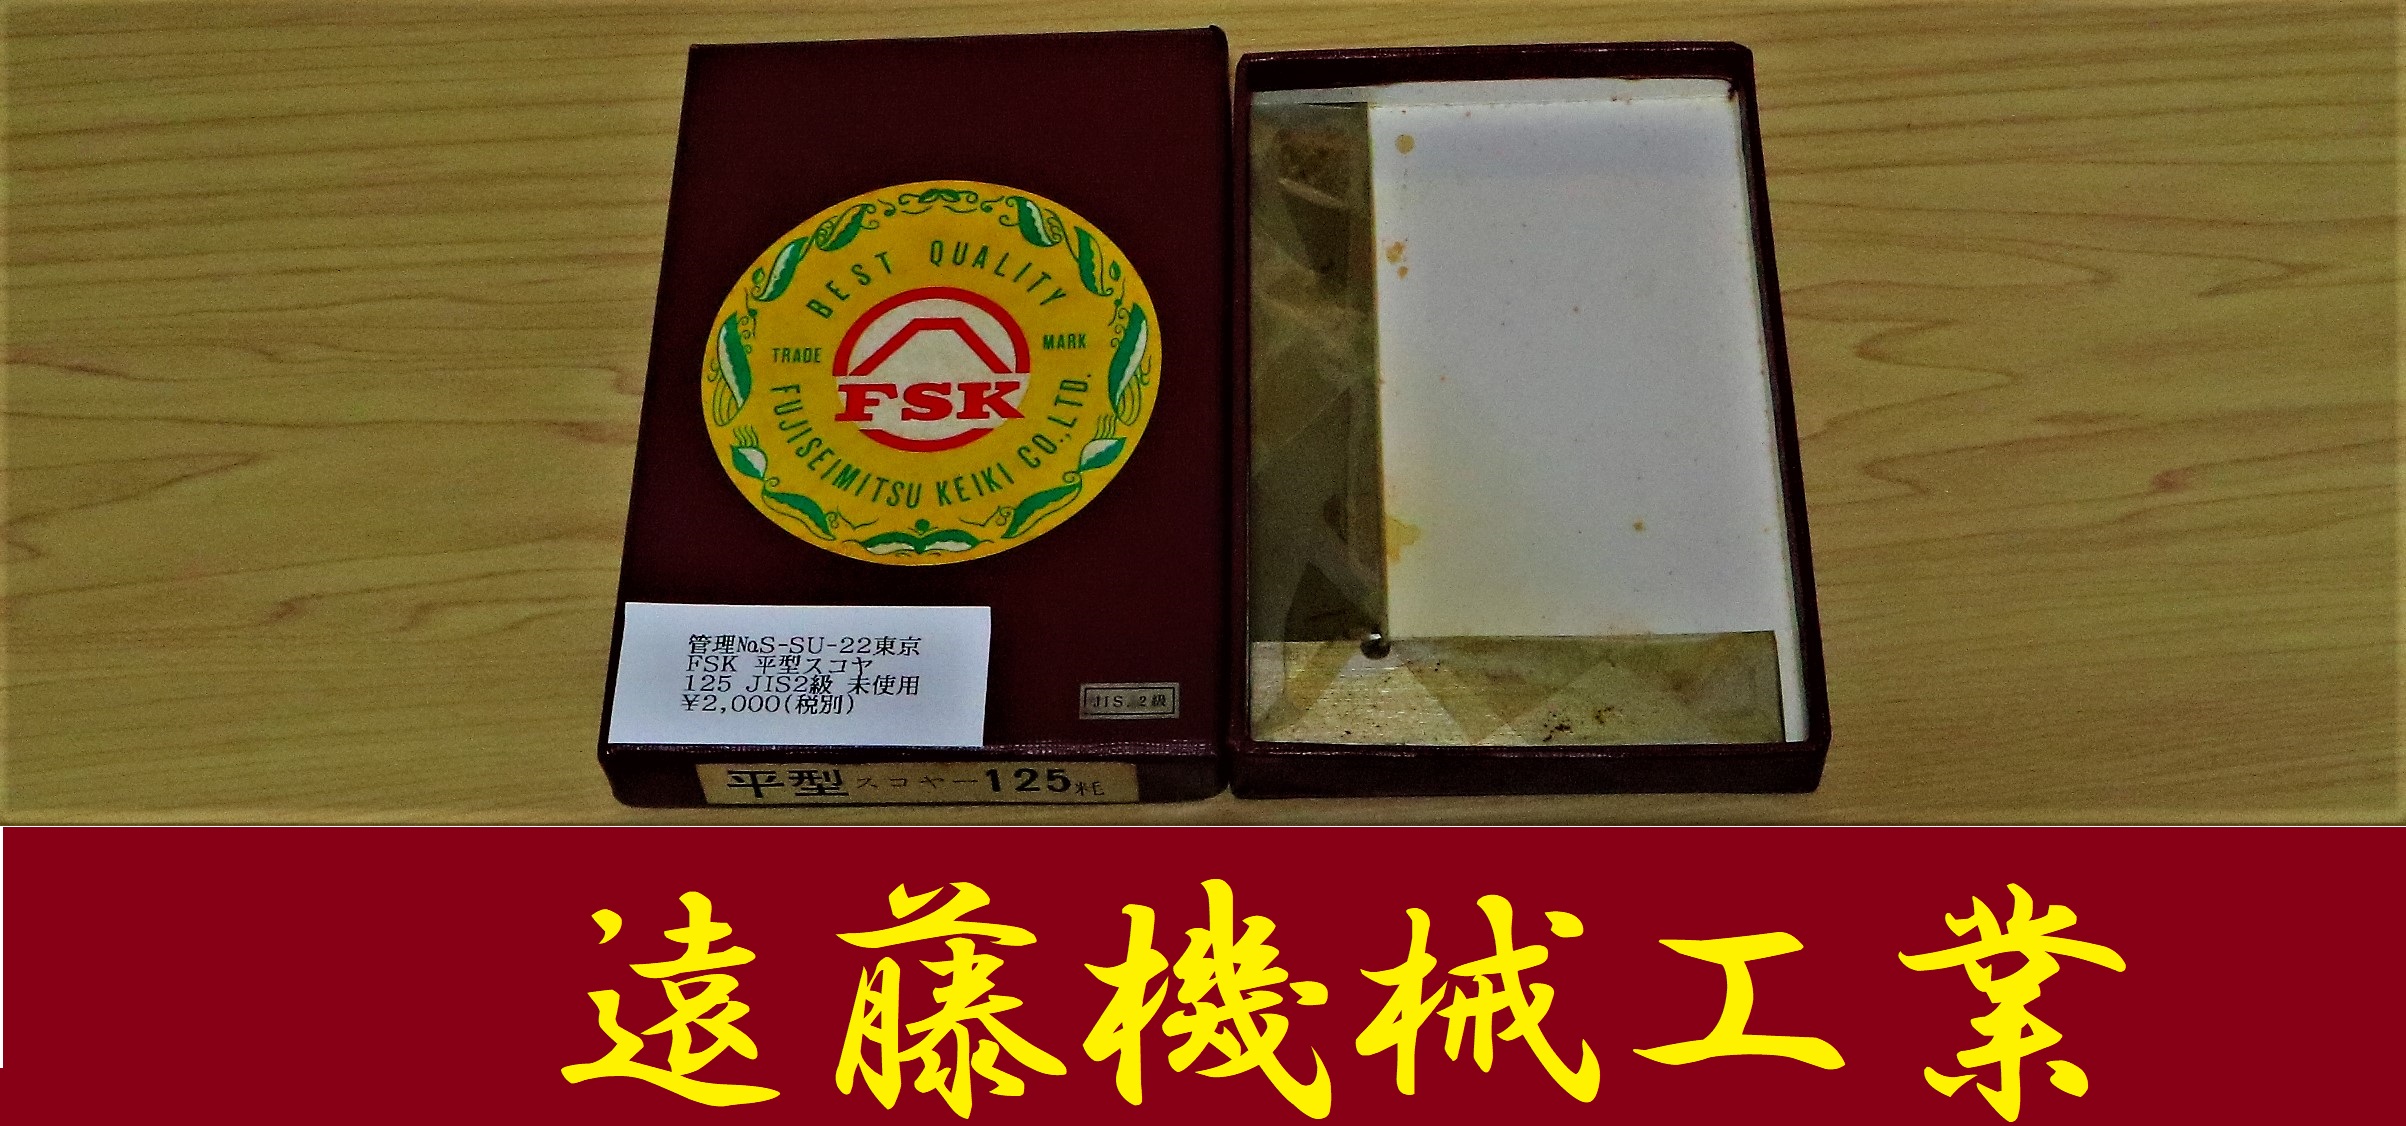 BEST QUALITY
TRADE MARK
FSK
FUJISEIMITSU KEIKI CO.,LTD.
管理№S-SU-22東京
FSK 平型スコヤ
125 JIS2級 未使用
¥2,000(税別)
JIS.2級
平型スコヤー125粍
遠藤機械工業